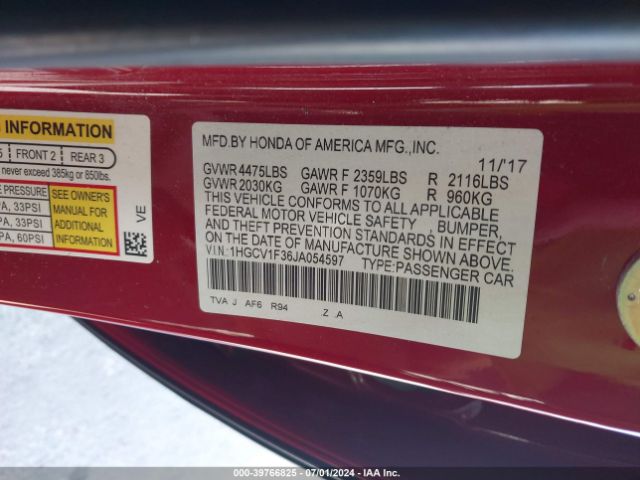 INFORMATION
5 FRONT 2 REAR 3
never exceed 385kg or 850lbs.
E PRESSURE
PA, 33PSI
PA, 33PSI
PA, 60PSI
SEE OWNER'S
MANUAL FOR
ADDITIONAL
INFORMATION
VE
MFD.BY HONDA OF AMERICA MFG.,INC.
11/'17
GVWR 4475LBS GAWR F 2359LBS R 2116LBS
GVWR 2030KG GAWR F 1070KG R 960KG
THIS VEHICLE CONFORMS TO ALL APPLICABLE
FEDERAL MOTOR VEHICLE SAFETY , BUMPER,
AND THEFT PREVENTION STANDARDS IN EFFECT
ON THE DATE OF MANUFACTURE SHOWN ABOVE.
V.I.N.: 1HGCV1F36JA054597 TYPE:PASSENGER CAR
TVA J AF6 R94 Z A
000-39766825 - 07/01/2024 - IAA Inc.